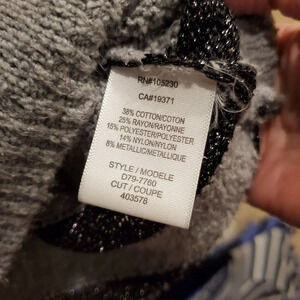 RN#105230
CA#19371
38% COTTON/COTON
25% RAYON/RAYONNE
15% POLYESTER/POLYESTER
14% NYLON/NYLON
8% METALLIC/METALLIQUE
STYLE / MODELE
D79-7760
CUT / COUPE
403578